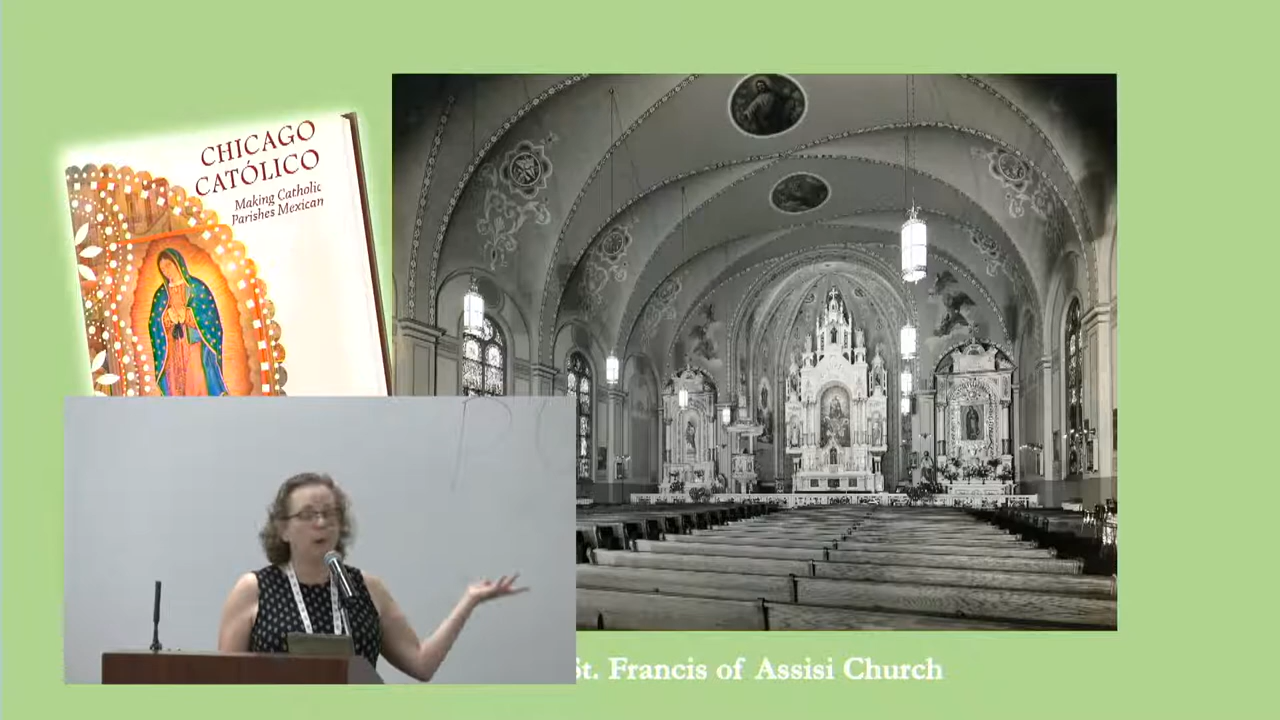 CHICAGO
CATÓLICO
Making Catholic
Parishes Mexican
St. Francis of Assisi Church